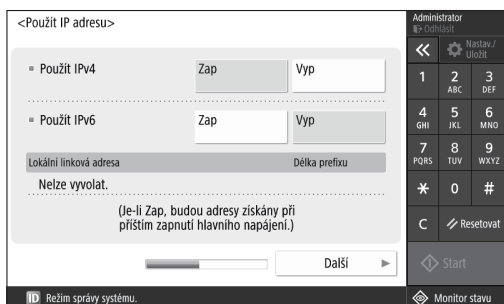 <Použít IP adresu>
Použít IPv4
Zap
Vyp
Použít IPv6
Zap
Vyp
Lokální linková adresa
Délka prefixu
Nelze vyvolat.
(Je-li Zap, budou adresy získány při
příštím zapnutí hlavního napájení.)
Další
ID Režim správy systému.
Administrator
Odhlásit
Nastav./
Uložit
1
2 ABC
3 DEF
4 GHI
5 JKL
6 MNO
7 PQRS
8 TUV
9 WXYZ
*
0
#
C
Resetovat
Start
Monitor stavu